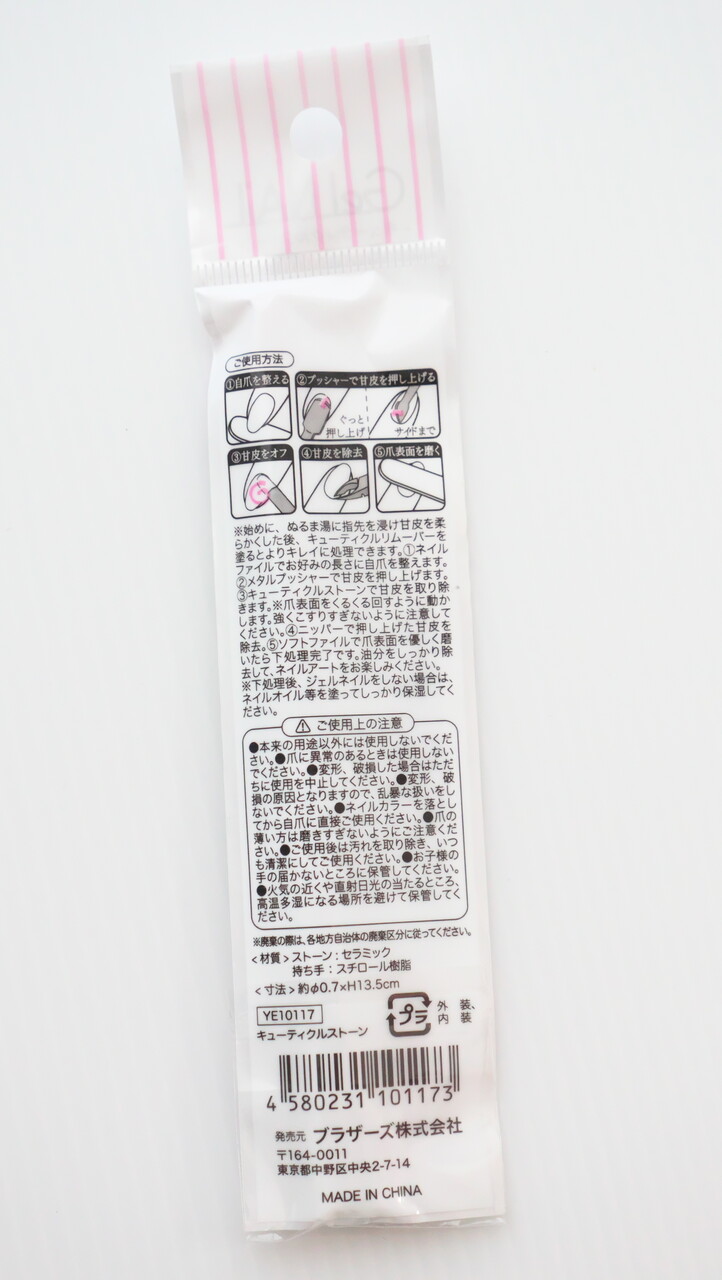 ご使用方法
①自爪を整える
②プッシャーで甘皮を押し上げる
ぐっと
押し上げ!
サイドまで
③甘皮をオフ
④甘皮を除去
⑤爪表面を磨く
※始めに、ぬるま湯に指先を浸け甘皮を柔
らかくした後、キューティクルリムーバーを
塗るとよりキレイに処理できます。①ネイル
ファイルでお好みの長さに自爪を整えます。
②メタルプッシャーで甘皮を押し上げます。
③キューティクルストーンで甘皮を取り除
きます。※爪表面をくるくる回すように動か
します。強くこすりすぎないように注意して
ください。④ニッパーで押し上げた甘皮を
除去。⑤ソフトファイルで爪表面を優しく磨
いたら下処理完了です。油分をしっかり除
去して、ネイルアートをお楽しみください。
※下処理後、ジェルネイルをしない場合は、
ネイルオイル等を塗ってしっかり保湿してく
ださい。
⚠ ご使用上の注意
●本来の用途以外には使用しないでくだ
さい。●爪に異常のあるときは使用しない
でください。●変形、破損した場合はただ
ちに使用を中止してください。●変形、破
損の原因となりますので、乱暴な扱いをし
ないでください。●ネイルカラーを落とし
てから自爪に直接ご使用ください。●爪の
薄い方は磨きすぎないようにご注意くだ
さい。●ご使用後は汚れを取り除き、いつ
も清潔にしてご使用ください。●お子様の
手の届かないところに保管してください。
●火気の近くや直射日光の当たるところ、
高温多湿になる場所を避けて保管してく
ださい。
※廃棄の際は、各地方自治体の廃棄区分に従ってください。
<材質>ストーン:セラミック
持ち手:スチロール樹脂
<寸法>約φ0.7×H13.5cm
YE10117
プラ
外 装、
内 装
キューティクルストーン
4 580231 101173
発売元 ブラザーズ株式会社
〒164-0011
東京都中野区中央2-7-14
MADE IN CHINA